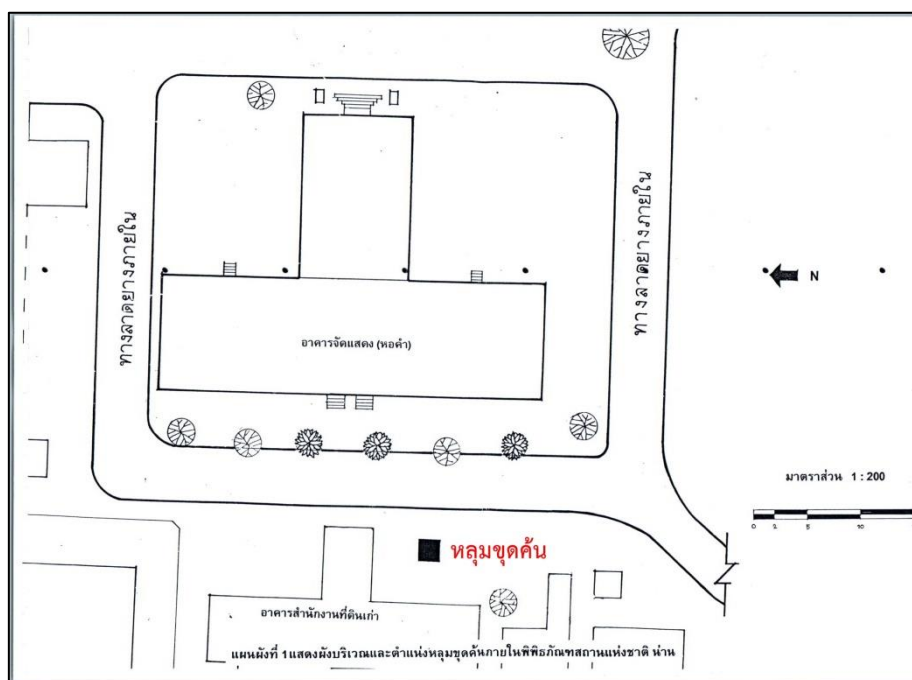 ทางลาดยางภายใน
ทางลาดยางภายใน
N
อาคารจัดแสดง (หอคำ)
มาตราส่วน 1 : 200
0 2. 5 10
หลุมขุดค้น
อาคารสำนักงานที่ดินเก่า
แผนผังที่ 1 แสดงผังบริเวณและตำแหน่งหลุมขุดค้นภายในพิพิธภัณฑสถานแห่งชาติ น่าน